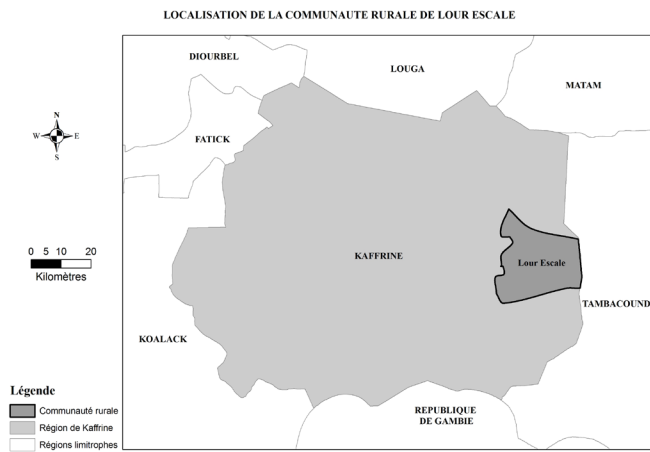 LOCALISATION DE LA COMMUNAUTE RURALE DE LOUR ESCALE
DIOURBEL
LOUGA
MATAM
N
W
E
S
FATICK
0 5 10 20
Kilomètres
KAFFRINE
Lour Escale
TAMBACOUND
KOALACK
Légende
Communauté rurale
Région de Kaffrine
Régions limitrophes
REPUBLIQUE
DE GAMBIE